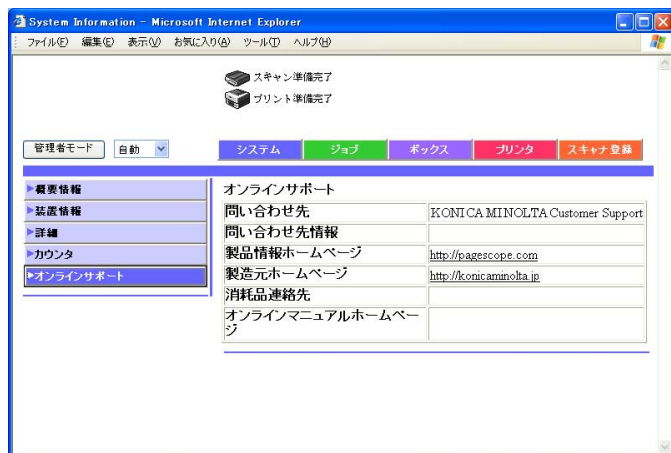 System Information - Microsoft Internet Explorer
ファイル(F) 編集(E) 表示(V) お気に入り(A) ツール(T) ヘルプ(H)
スキャン準備完了
プリント準備完了
管理者モード 自動 システム ジョブ ボックス プリンタ スキャナ登録
概要情報
装置情報
詳細
カウンタ
オンラインサポート
オンラインサポート
問い合わせ先 KONICA MINOLTA Customer Support
問い合わせ先情報
製品情報ホームページ http://pagescope.com
製造元ホームページ http://konicaminolta.jp
消耗品連絡先
オンラインマニュアルホームペー
ジ